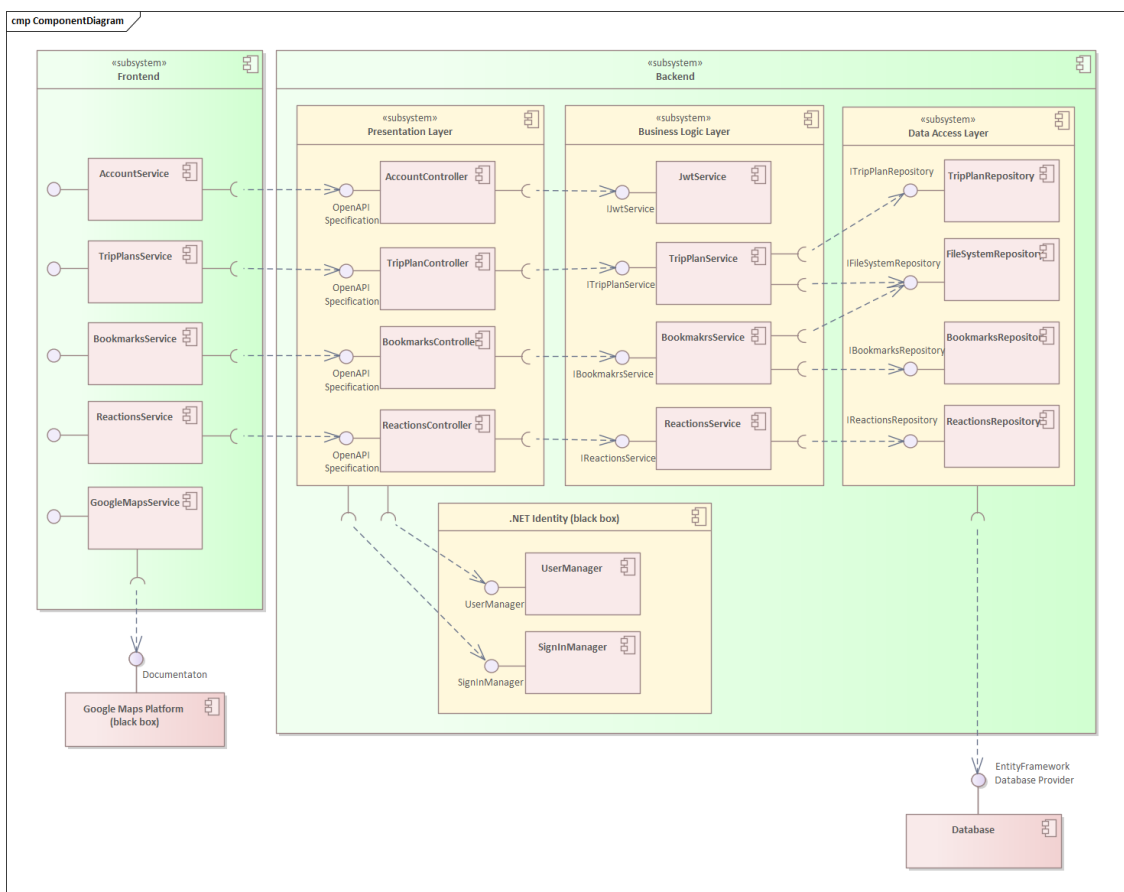 cmp ComponentDiagram
«subsystem»
Frontend
AccountService
TripPlansService
BookmarksService
ReactionsService
GoogleMapsService
Documentaton
Google Maps Platform
(black box)
«subsystem»
Backend
«subsystem»
Presentation Layer
AccountController
OpenAPI
Specification
TripPlanController
OpenAPI
Specification
BookmarksController
OpenAPI
Specification
ReactionsController
OpenAPI
Specification
«subsystem»
Business Logic Layer
JwtService
IJwtService
TripPlanService
ITripPlanService
BookmakrsService
IBookmakrsService
ReactionsService
IReactionsService
«subsystem»
Data Access Layer
ITripPlanRepository
TripPlanRepository
IFileSystemRepository
FileSystemRepository
IBookmarksRepository
BookmarksRepositor
IReactionsRepository
ReactionsRepository
.NET Identity (black box)
UserManager
UserManager
SignInManager
SignInManager
EntityFramework
Database Provider
Database